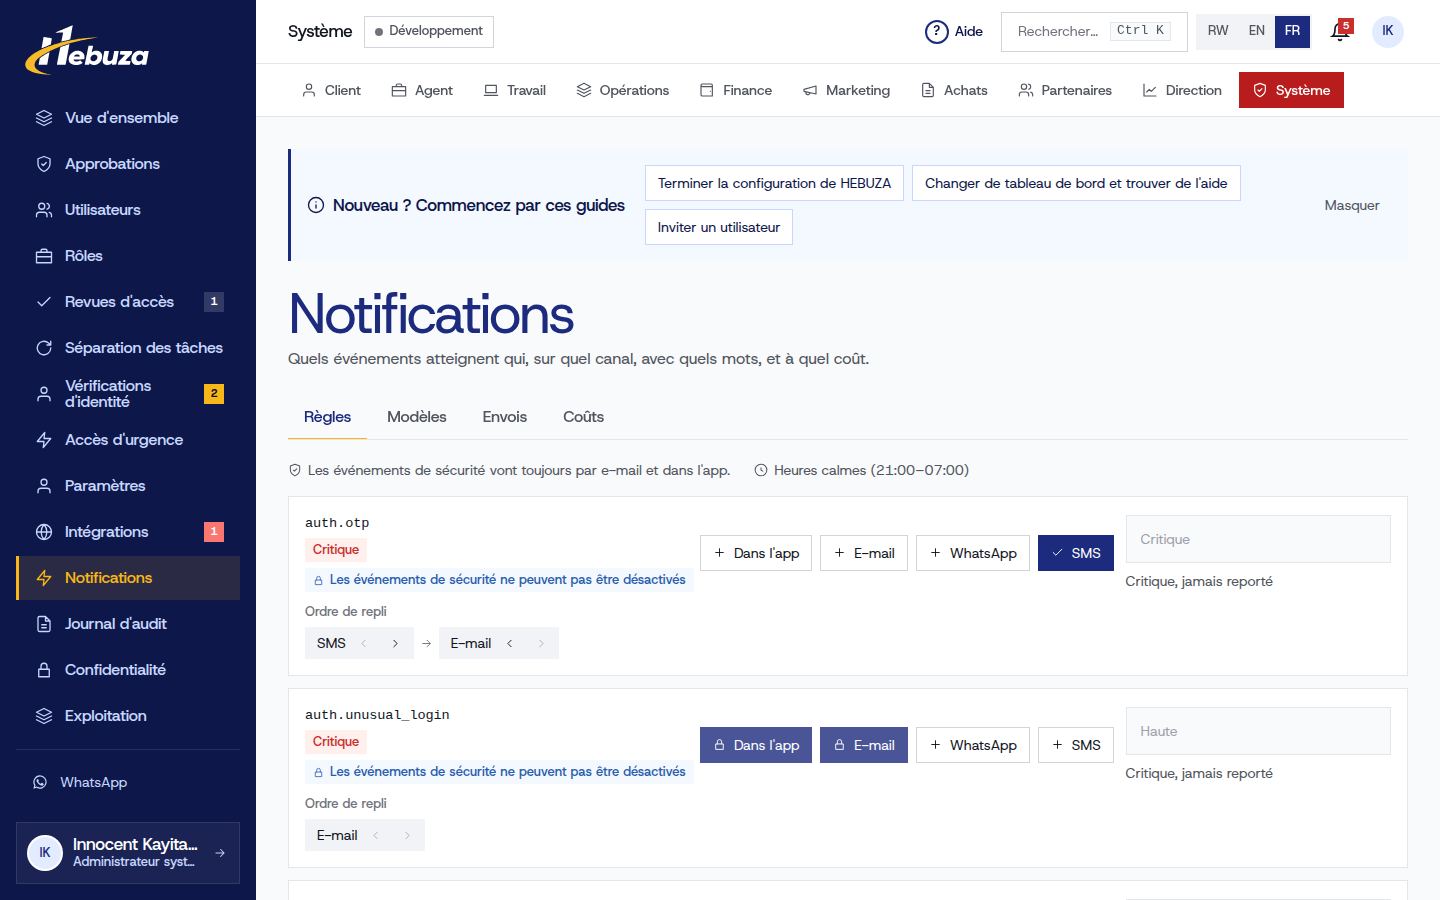 Hebuza
Système
Développement
? Aide
Rechercher... Ctrl K
RW EN FR
5
IK
Client
Agent
Travail
Opérations
Finance
Marketing
Achats
Partenaires
Direction
Système
Vue d'ensemble
Approbations
Utilisateurs
Rôles
Revues d'accès 1
Séparation des tâches
Vérifications
d'identité 2
Accès d'urgence
Paramètres
Intégrations 1
Notifications
Journal d'audit
Confidentialité
Exploitation
WhatsApp
IK
Innocent Kayita...
Administrateur syst...
Nouveau ? Commencez par ces guides
Terminer la configuration de HEBUZA
Changer de tableau de bord et trouver de l'aide
Inviter un utilisateur
Masquer
Notifications
Quels événements atteignent qui, sur quel canal, avec quels mots, et à quel coût.
Règles
Modèles
Envois
Coûts
Les événements de sécurité vont toujours par e-mail et dans l'app.
Heures calmes (21:00–07:00)
auth.otp
Critique
Les événements de sécurité ne peuvent pas être désactivés
Ordre de repli
SMS
E-mail
Dans l'app
E-mail
WhatsApp
SMS
Critique
Critique, jamais reporté
auth.unusual_login
Critique
Les événements de sécurité ne peuvent pas être désactivés
Ordre de repli
E-mail
Dans l'app
E-mail
WhatsApp
SMS
Haute
Critique, jamais reporté